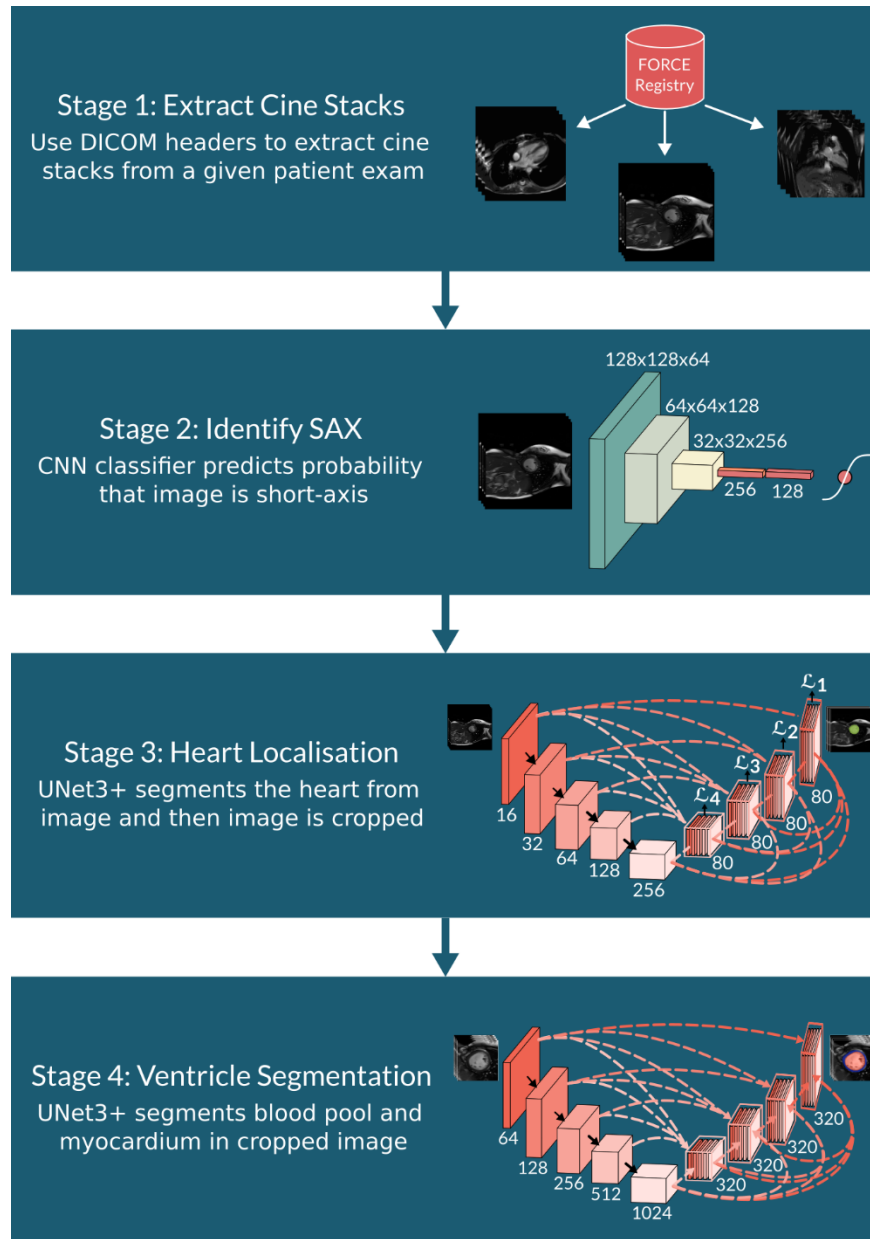 Stage 1: Extract Cine Stacks
Use DICOM headers to extract cine
stacks from a given patient exam
FORCE
Registry
Stage 2: Identify SAX
CNN classifier predicts probability
that image is short-axis
128x128x64
64x64x128
32x32x256
256
128
Stage 3: Heart Localisation
UNet3+ segments the heart from
image and then image is cropped
16
32
64
128
256
ℒ4
ℒ3
ℒ2
ℒ1
80
80
80
80
Stage 4: Ventricle Segmentation
UNet3+ segments blood pool and
myocardium in cropped image
64
128
256
512
1024
320
320
320
320